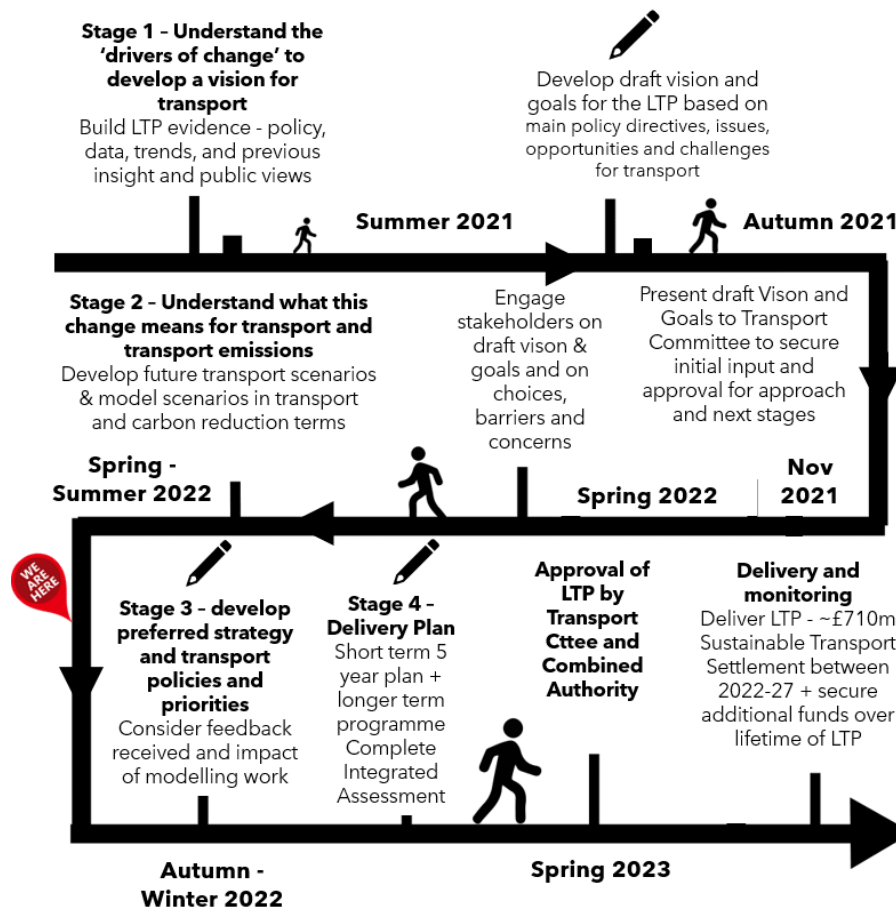 Stage 1 – Understand the
‘drivers of change’ to
develop a vision for
transport
Build LTP evidence - policy,
data, trends, and previous
insight and public views
Develop draft vision and
goals for the LTP based on
main policy directives, issues,
opportunities and challenges
for transport
Summer 2021
Autumn 2021
Stage 2 – Understand what this
change means for transport and
transport emissions
Develop future transport scenarios
& model scenarios in transport
and carbon reduction terms
Engage
stakeholders on
draft vison &
goals and on
choices,
barriers and
concerns
Present draft Vison and
Goals to Transport
Committee to secure
initial input and
approval for approach
and next stages
Spring -
Summer 2022
Spring 2022
Nov
2021
WE
ARE
HERE
Stage 3 – develop
preferred strategy
and transport
policies and
priorities
Consider feedback
received and impact
of modelling work
Stage 4 –
Delivery Plan
Short term 5
year plan +
longer term
programme
Complete
Integrated
Assessment
Approval of
LTP by
Transport
Cttee and
Combined
Authority
Delivery and
monitoring
Deliver LTP - ~£710m
Sustainable Transport
Settlement between
2022-27 + secure
additional funds over
lifetime of LTP
Autumn -
Winter 2022
Spring 2023